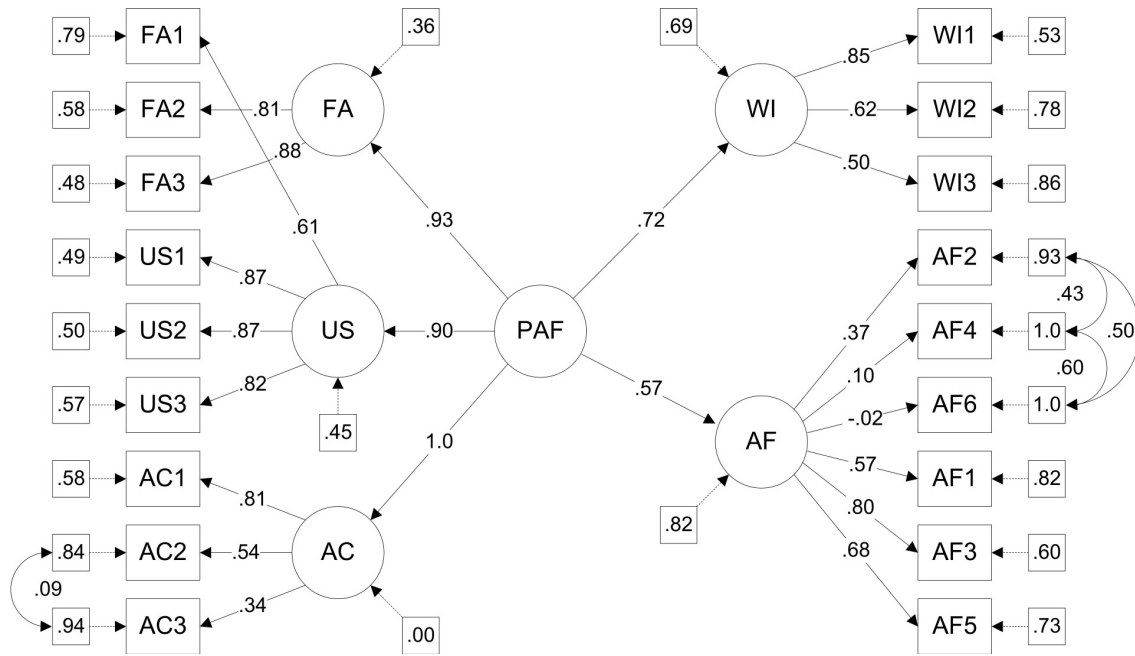 .79 FA1 .36 .69 WI1 .53
.85
.58 FA2 .81 FA WI .62 WI2 .78
.88 .50
.48 FA3 WI3 .86
.61 .93 .72
.49 US1 AF2 .93
.87 .43
.50 US2 .87 US .90 PAF .37 AF4 1.0 .50
.82 .10 .60
.57 US3 .57 -.02 AF6 1.0
.45 AF
1.0 .57
.58 AC1 .81 AF1 .82
.80
.84 AC2 .54 AC .82 .68 AF3 .60
.09 .34
.94 AC3 .00 AF5 .73